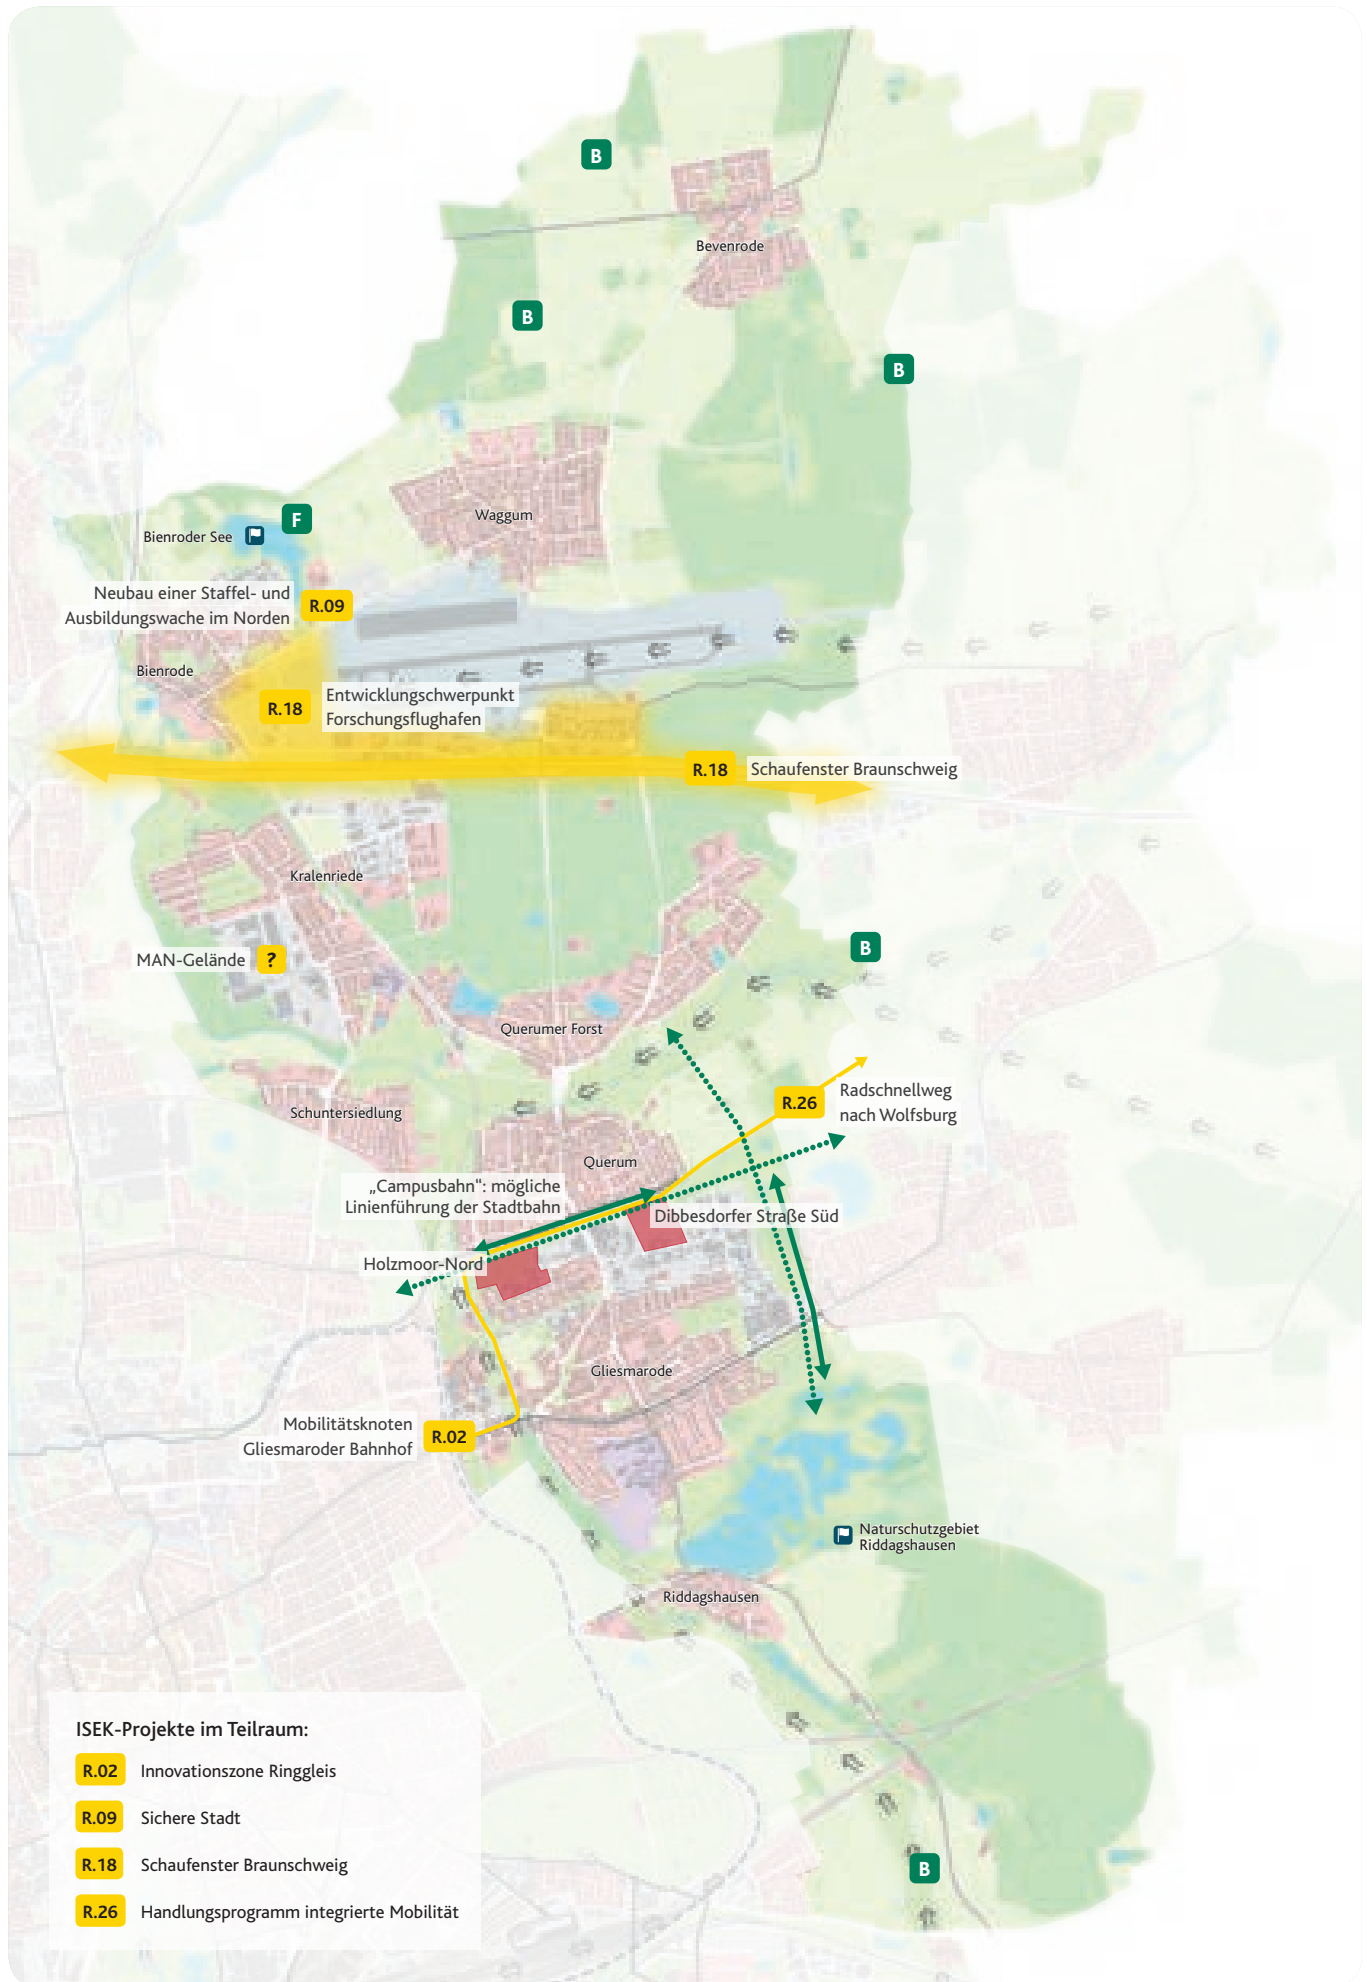 B
Bevenrode
B
B
Waggum
F
Bienroder See
Neubau einer Staffel- und
Ausbildungswache im Norden
R.09
Bienrode
R.18
Entwicklungschwerpunkt
Forschungsflughafen
R.18
Schaufenster Braunschweig
Kralenriede
MAN-Gelände
?
B
Querumer Forst
R.26
Radschnellweg
nach Wolfsburg
Schuntersiedlung
Querum
„Campusbahn“: mögliche
Linienführung der Stadtbahn
Dibbesdorfer Straße Süd
Holzmoor-Nord
Gliesmarode
Mobilitätsknoten
Gliesmaroder Bahnhof
R.02
Naturschutzgebiet
Riddagshausen
Riddagshausen
B
ISEK-Projekte im Teilraum:
R.02 Innovationszone Ringgleis
R.09 Sichere Stadt
R.18 Schaufenster Braunschweig
R.26 Handlungsprogramm integrierte Mobilität